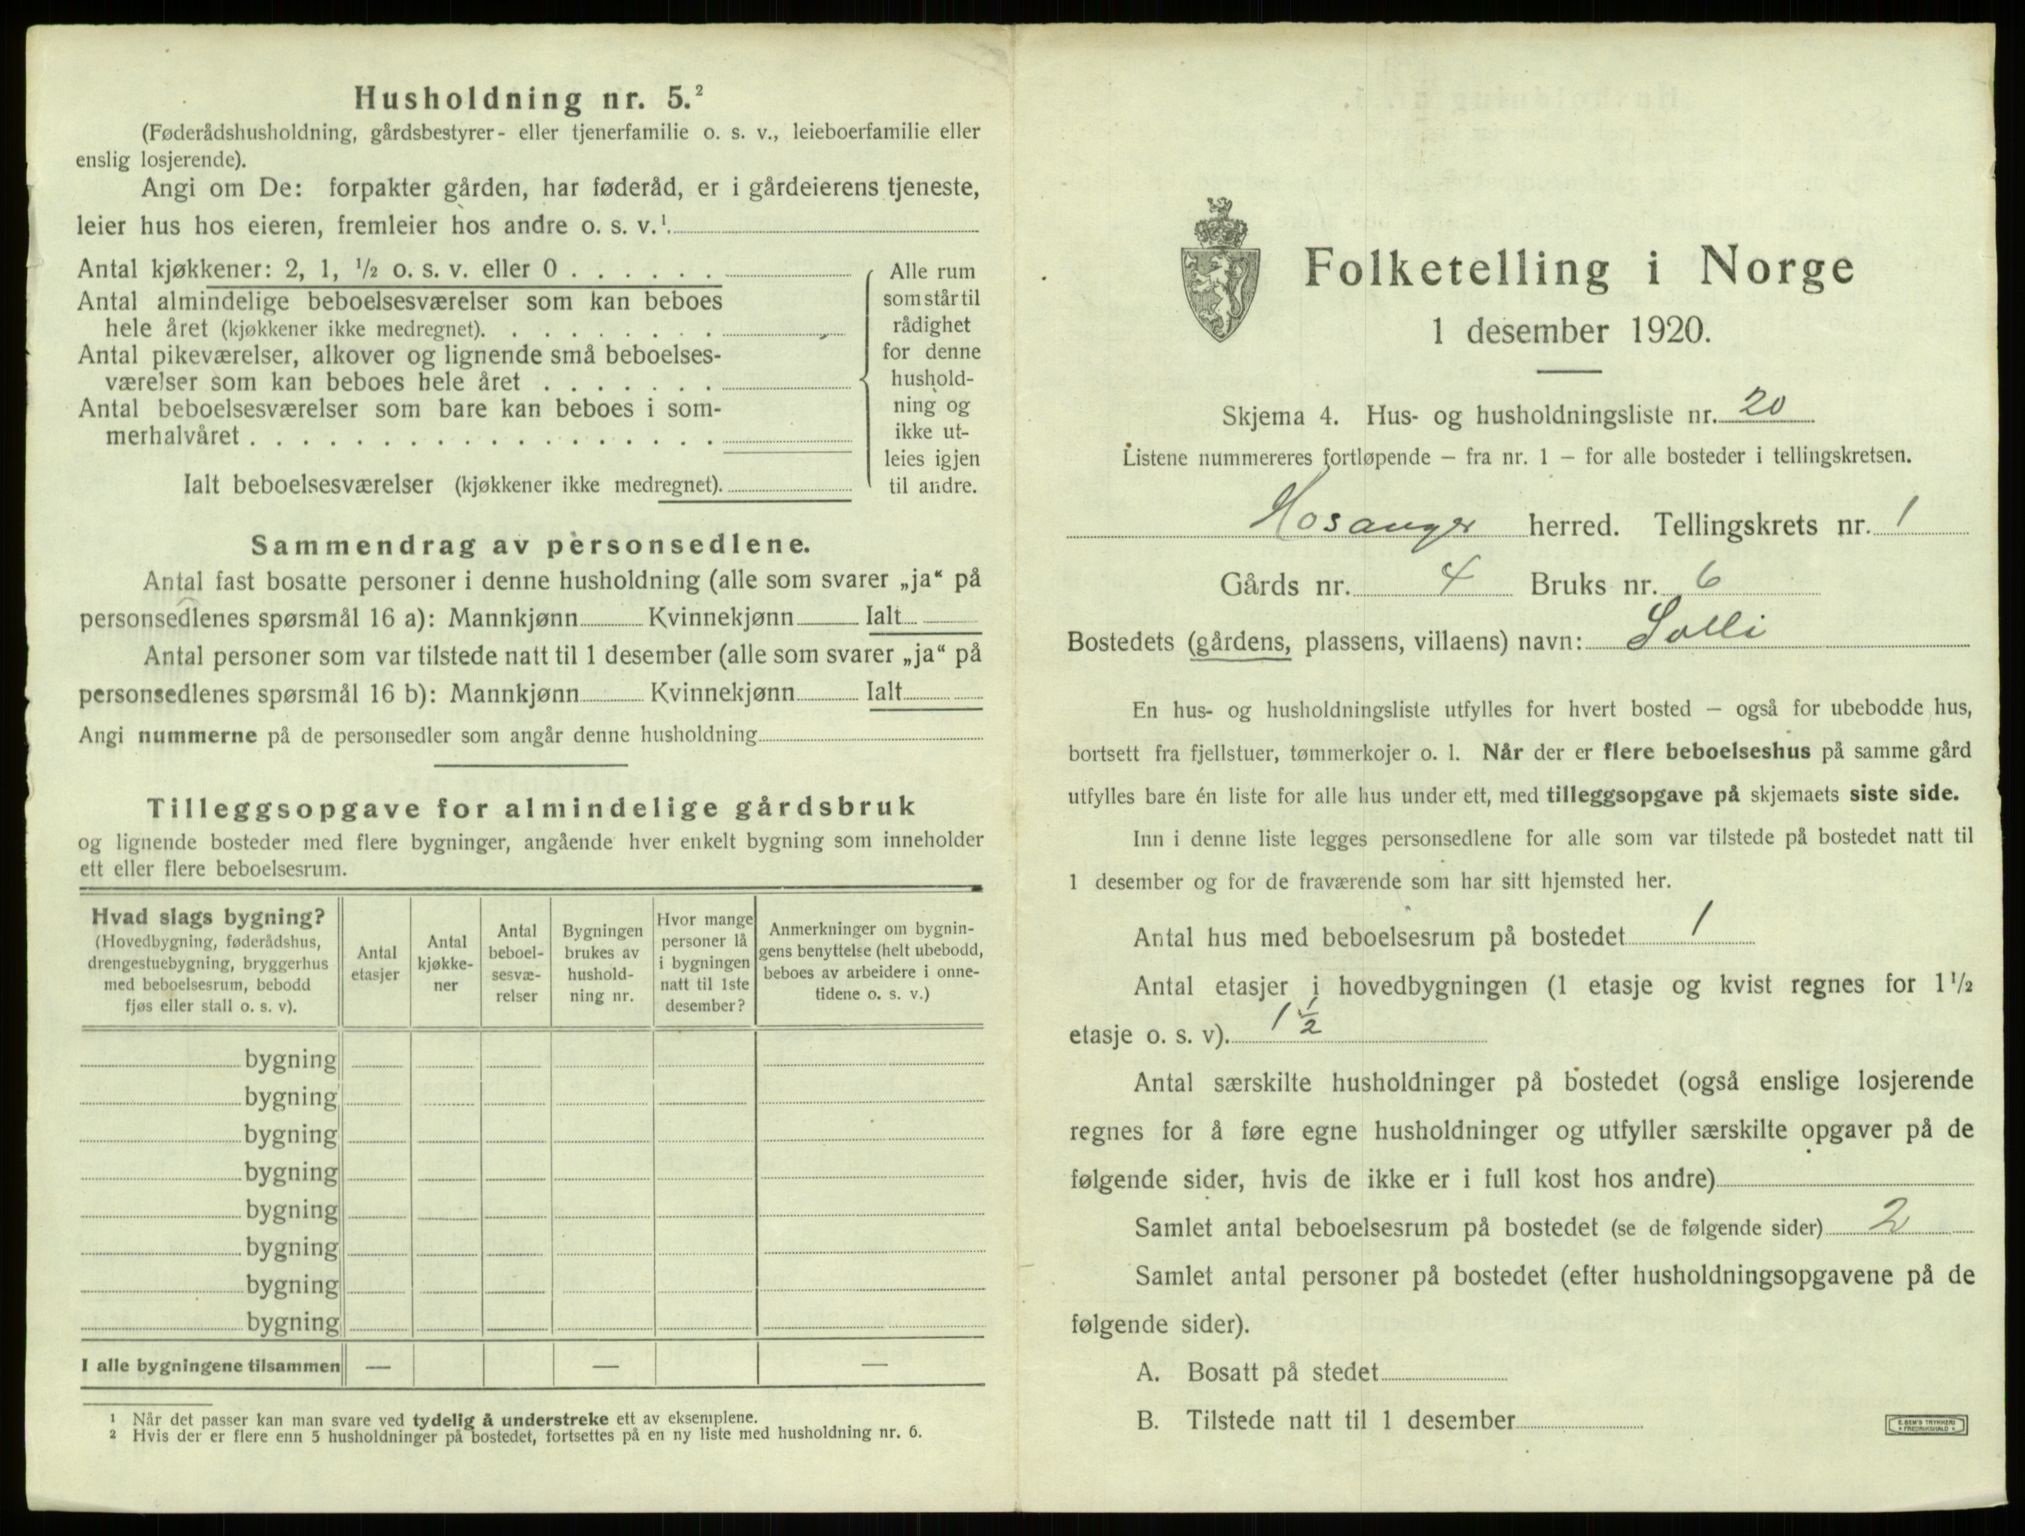 Husholdning nr. 5.²
(Føderådshusholdning, gårdsbestyrer- eller tjenerfamilie o. s. v., leieboerfamilie eller
enslig losjerende).
Angi om De: forpakter gården, har føderåd, er i gårdeierens tjeneste,
leier hus hos eieren, fremleier hos andre o. s. v.¹
Antal kjøkkener: 2, 1, ½ o. s. v. eller 0 . . . . . .
Antal almindelige beboelsesværelser som kan beboes
hele året (kjøkkener ikke medregnet). . . . . . . . .
Antal pikeværelser, alkover og lignende små beboelses-
værelser som kan beboes hele året . . . . . . .
Antal beboelsesværelser som bare kan beboes i som-
merhalvåret . . . . . . . . . . . . . . . . . .
Ialt beboelsesværelser (kjøkkener ikke medregnet).
Alle rum
som står til
rådighet
for denne
hushold-
ning og
ikke ut-
leies igjen
til andre.
Sammendrag av personsedlene.
Antal fast bosatte personer i denne husholdning (alle som svarer „ja“ på
personsedlenes spørsmål 16 a): Mannkjønn Kvinnekjønn Ialt
Antal personer som var tilstede natt til 1 desember (alle som svarer „ja“ på
personsedlenes spørsmål 16 b): Mannkjønn Kvinnekjønn Ialt
Angi nummerne på de personsedler som angår denne husholdning
Tilleggsopgave for almindelige gårdsbruk
og lignende bosteder med flere bygninger, angående hver enkelt bygning som inneholder
ett eller flere beboelsesrum.
Hvad slags bygning?
(Hovedbygning, føderådshus,
drengestuebygning, bryggerhus
med beboelsesrum, bebodd
fjøs eller stall o. s. v).
Antal
etasjer
Antal
kjøkke-
ner
Antal
beboel-
sesvæ-
relser
Bygningen
brukes av
hushold-
ning nr.
Hvor mange
personer lå
i bygningen
natt til 1ste
desember?
Anmerkninger om bygnin-
gens benyttelse (helt ubebodd,
beboes av arbeidere i onne-
tidene o. s. v.)
bygning
bygning
bygning
bygning
bygning
bygning
bygning
bygning
I alle bygningene tilsammen — — —
1 Når det passer kan man svare ved tydelig å understreke ett av eksemplene.
2 Hvis der er flere enn 5 husholdninger på bostedet, fortsettes på en ny liste med husholdning nr. 6.
Folketelling i Norge
1 desember 1920.
Skjema 4. Hus- og husholdningsliste nr. 20
Listene nummereres fortløpende – fra nr. 1 – for alle bosteder i tellingskretsen.
Hosanger herred. Tellingskrets nr. 1
Gårds nr. 4 Bruks nr. 6
Bostedets (gårdens, plassens, villaens) navn: Solli
En hus- og husholdningsliste utfylles for hvert bosted – også for ubebodde hus,
bortsett fra fjellstuer, tømmerkojer o. l. Når der er flere beboelseshus på samme gård
utfylles bare én liste for alle hus under ett, med tilleggsopgave på skjemaets siste side.
Inn i denne liste legges personsedlene for alle som var tilstede på bostedet natt til
1 desember og for de fraværende som har sitt hjemsted her.
Antal hus med beboelsesrum på bostedet 1
Antal etasjer i hovedbygningen (1 etasje og kvist regnes for 1½
etasje o. s. v). 1½
Antal særskilte husholdninger på bostedet (også enslige losjerende
regnes for å føre egne husholdninger og utfyller særskilte opgaver på de
følgende sider, hvis de ikke er i full kost hos andre)
Samlet antal beboelsesrum på bostedet (se de følgende sider) 2
Samlet antal personer på bostedet (efter husholdningsopgavene på de
følgende sider).
A. Bosatt på stedet
B. Tilstede natt til 1 desember
E. SEM'S TRYKKERI
FREDRIKSHALD